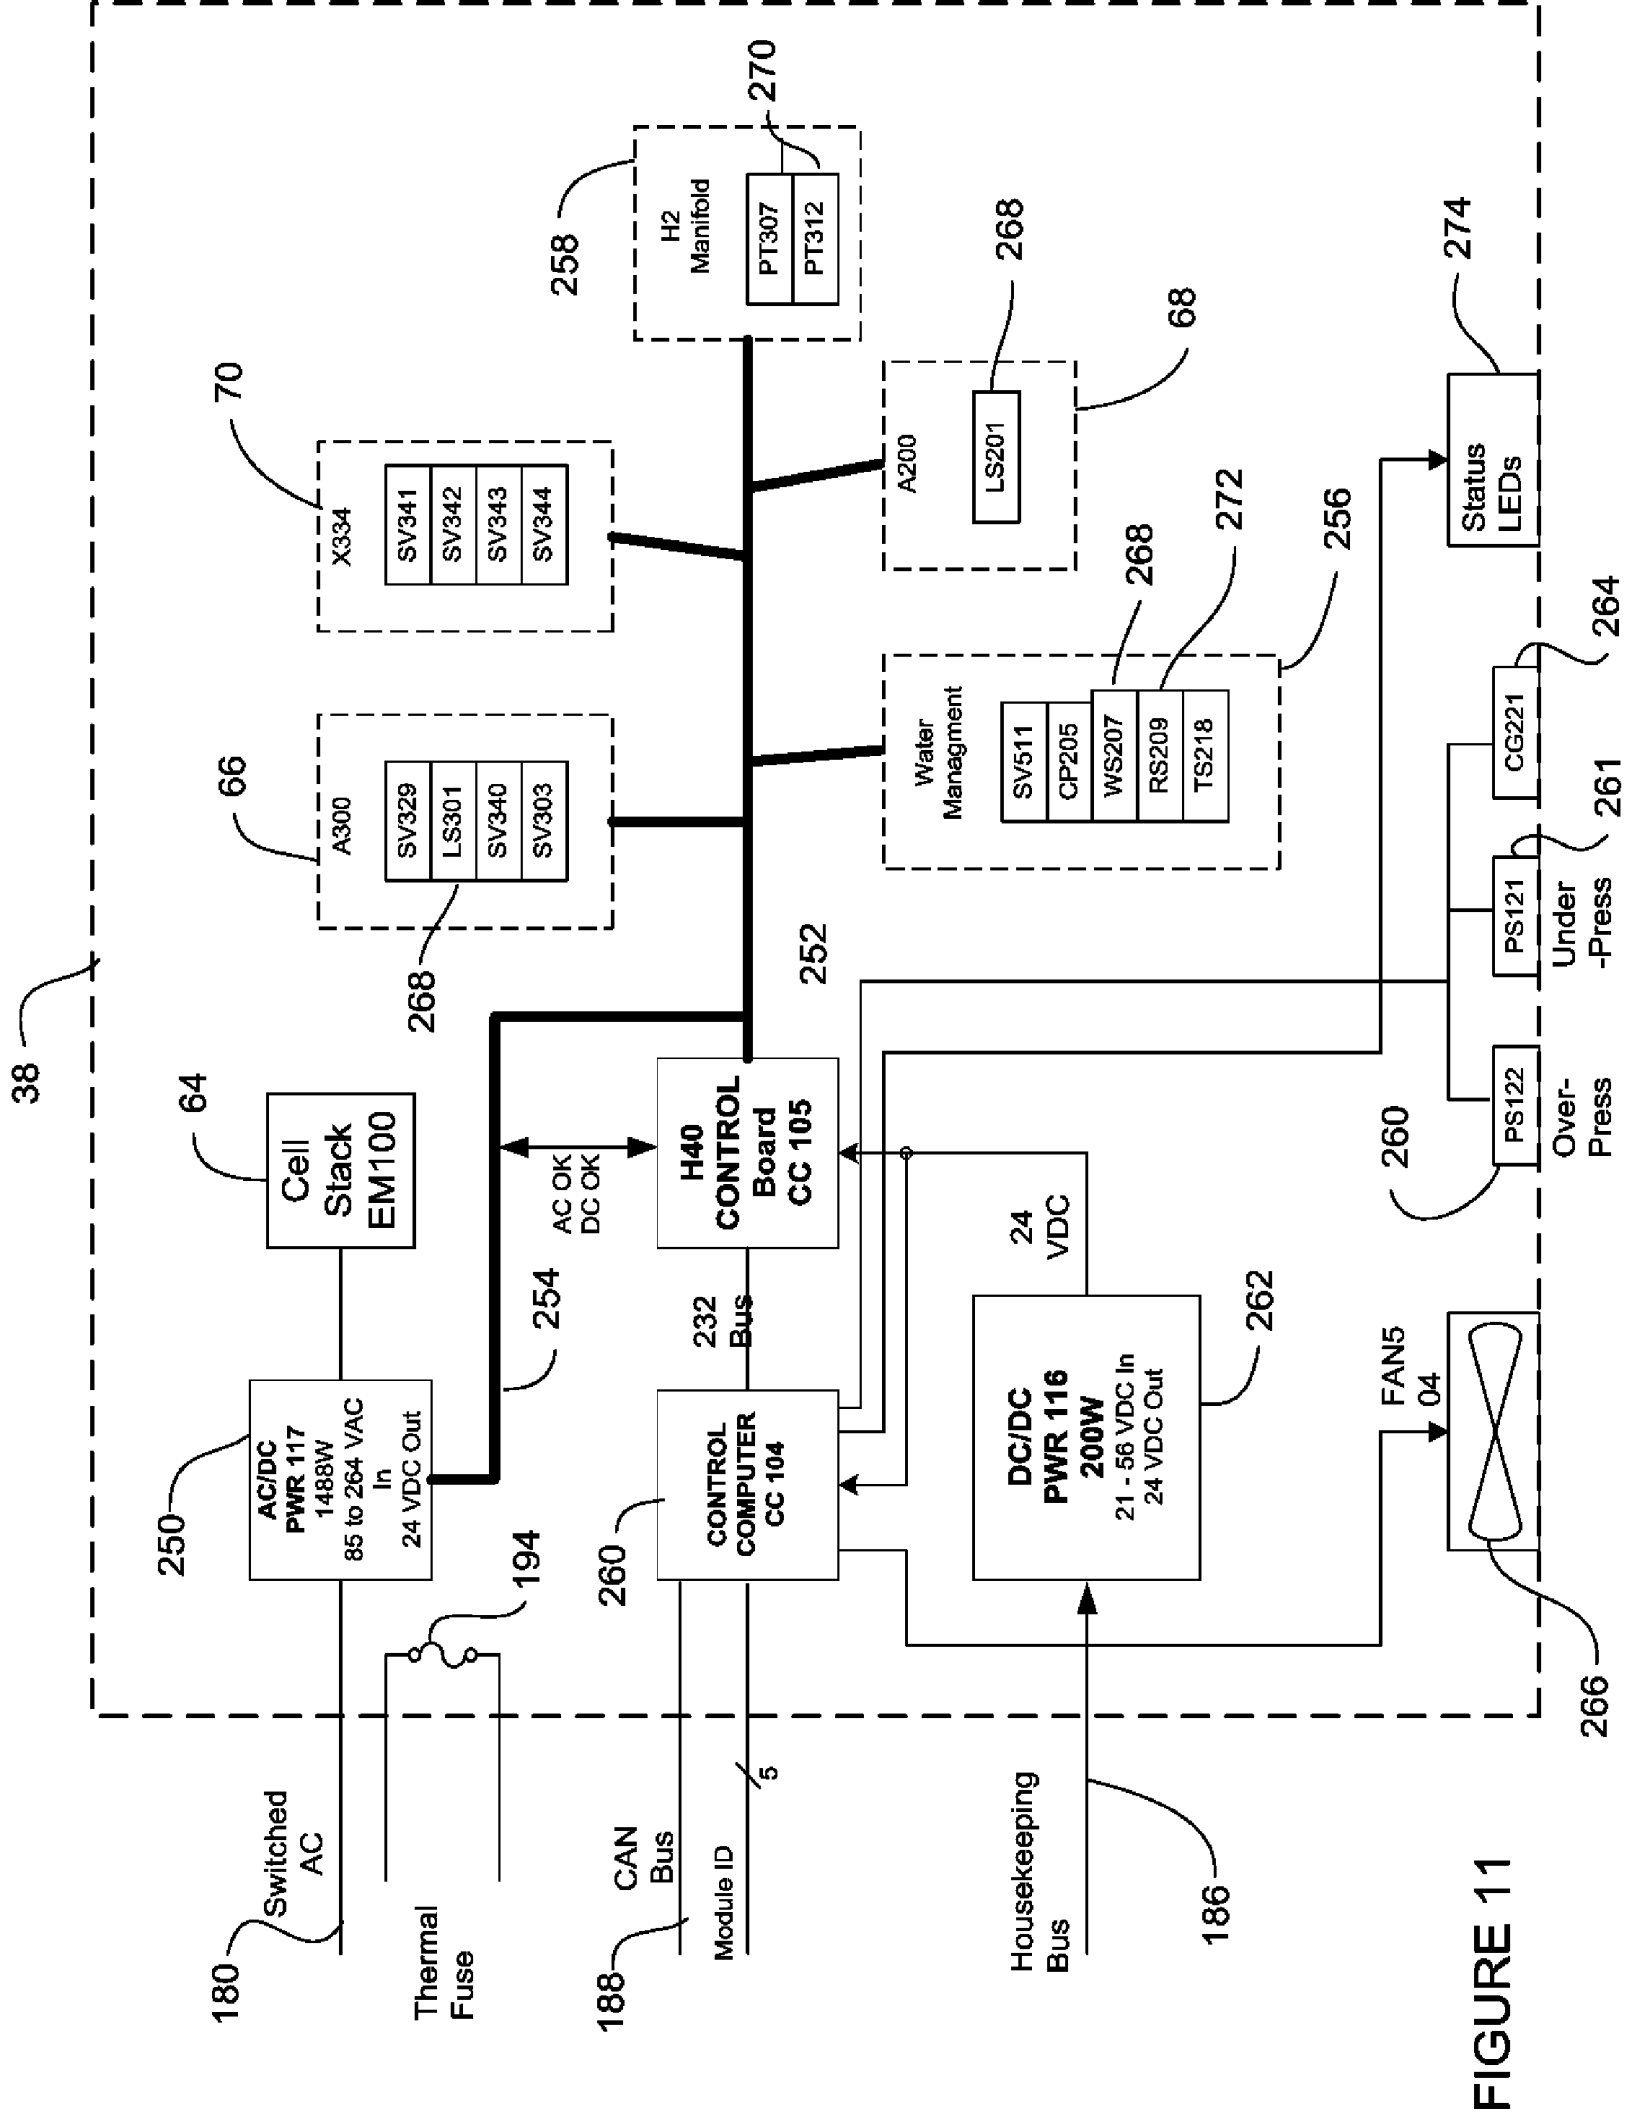 38
180
Switched
AC
250
AC/DC
PWR 117
1488W
85 to 264 VAC
In
24 VDC Out
64
Cell
Stack
EM100
66
A300
SV329
LS301
SV340
SV303
268
70
X334
SV341
SV342
SV343
SV344
Thermal
Fuse
194
254
AC OK
DC OK
258
H2
Manifold
PT307
PT312
270
188
CAN
Bus
Module ID
5
260
CONTROL
COMPUTER
CC 104
232
Bus
H40
CONTROL
Board
CC 105
252
Water
Managment
SV511
CP205
WS207
RS209
TS218
268
272
256
A200
LS201
268
68
Housekeeping
Bus
186
DC/DC
PWR 116
200W
21 - 56 VDC In
24 VDC Out
262
24
VDC
FAN5
04
266
260
PS122
Over-
Press
PS121
Under
-Press
261
CG221
264
Status
LEDs
274
FIGURE 11